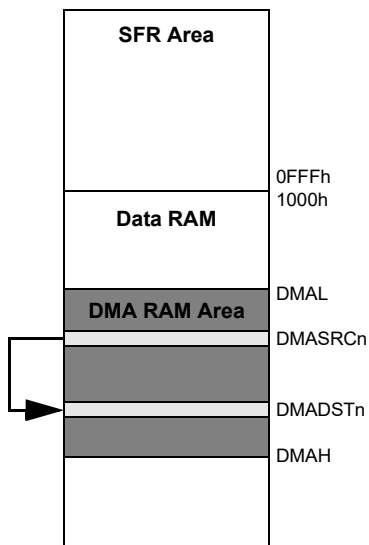 SFR Area
0FFFh
1000h
Data RAM
DMAL
DMA RAM Area
DMASRCn
DMADSTn
DMAH